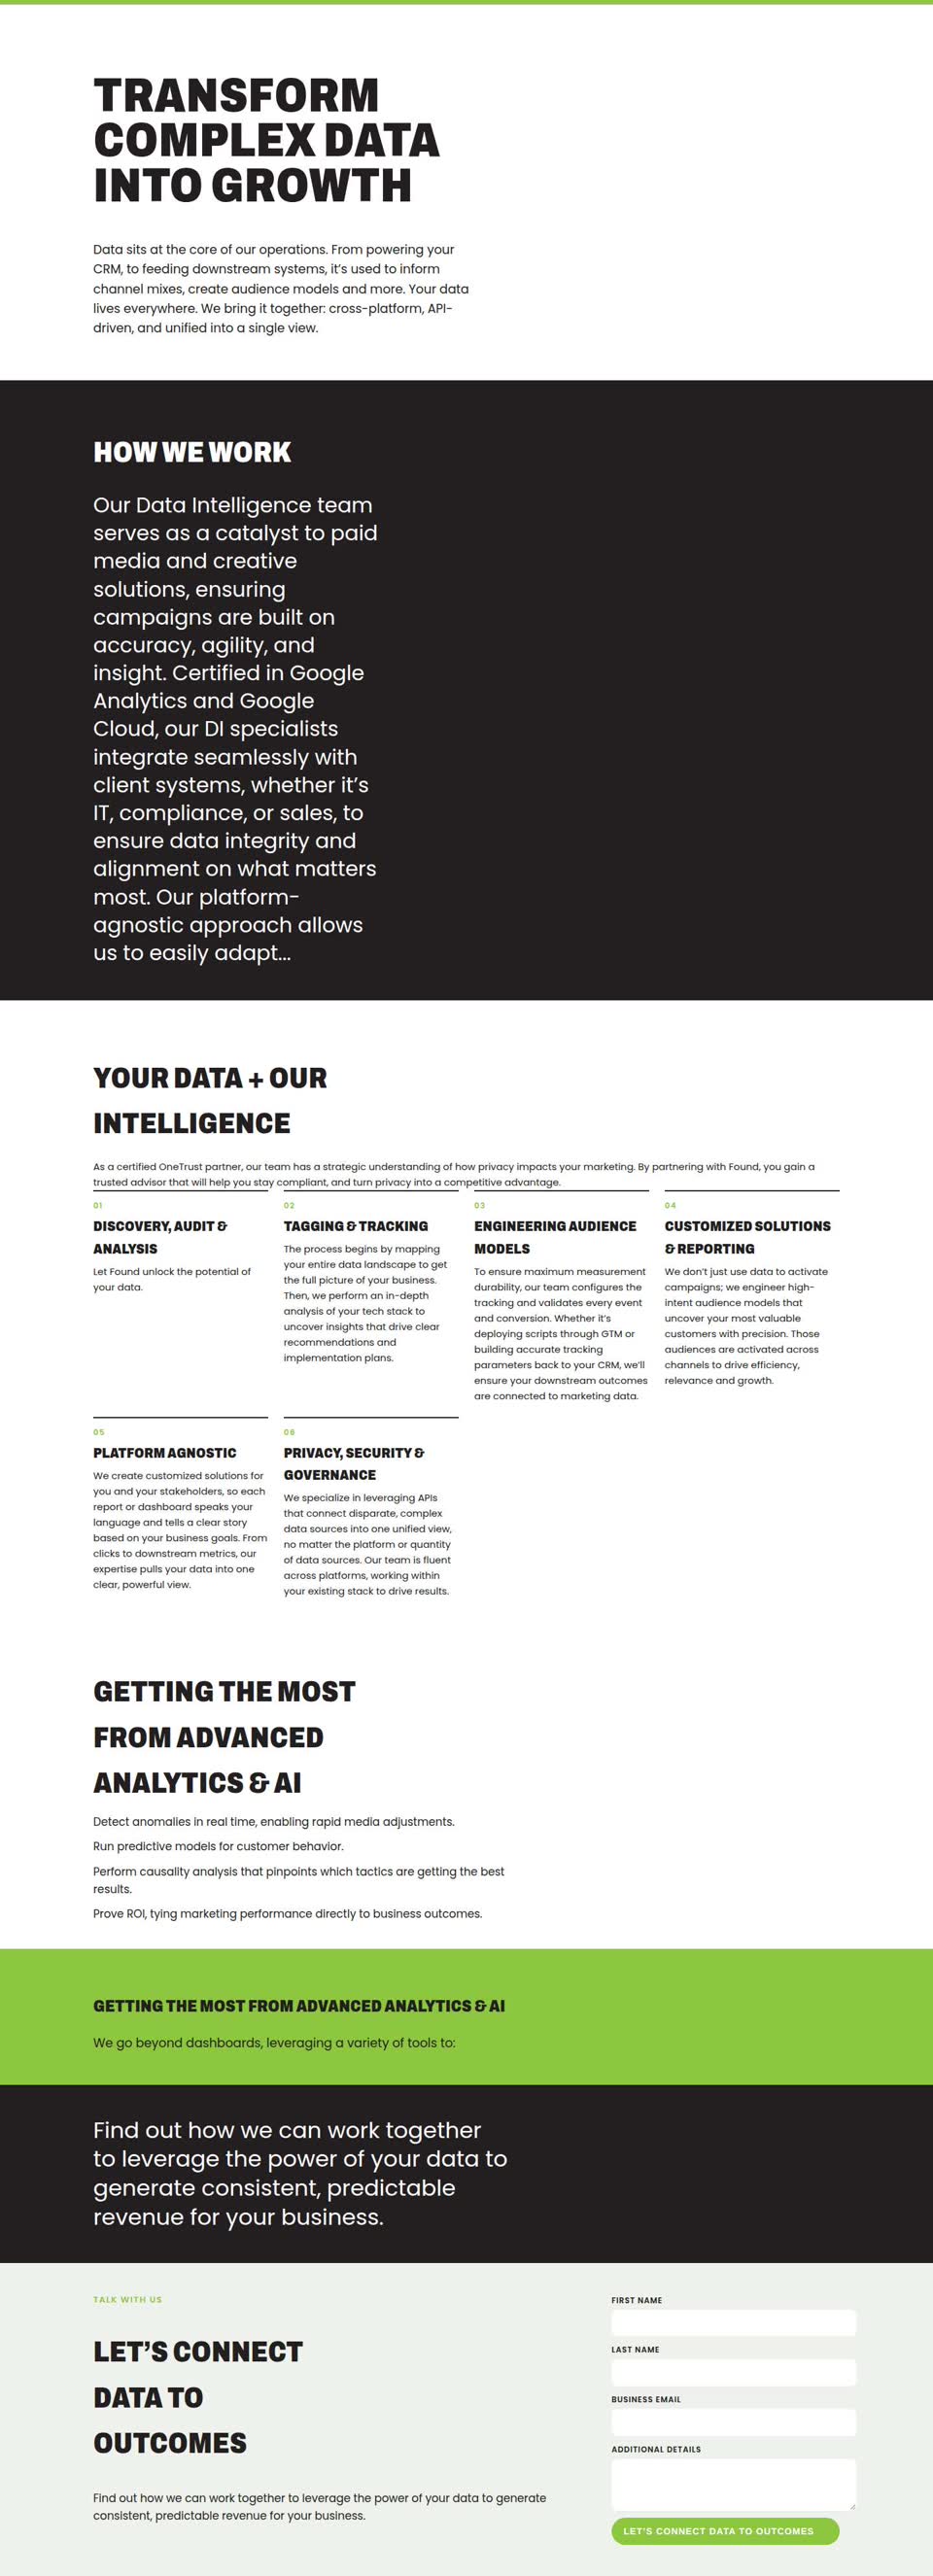 TRANSFORM
COMPLEX DATA
INTO GROWTH
Data sits at the core of our operations. From powering your
CRM, to feeding downstream systems, it’s used to inform
channel mixes, create audience models and more. Your data
lives everywhere. We bring it together: cross-platform, API-
driven, and unified into a single view.
HOW WE WORK
Our Data Intelligence team
serves as a catalyst to paid
media and creative
solutions, ensuring
campaigns are built on
accuracy, agility, and
insight. Certified in Google
Analytics and Google
Cloud, our DI specialists
integrate seamlessly with
client systems, whether it’s
IT, compliance, or sales, to
ensure data integrity and
alignment on what matters
most. Our platform-
agnostic approach allows
us to easily adapt...
YOUR DATA + OUR
INTELLIGENCE
As a certified OneTrust partner, our team has a strategic understanding of how privacy impacts your marketing. By partnering with Found, you gain a
trusted advisor that will help you stay compliant, and turn privacy into a competitive advantage.
01
DISCOVERY, AUDIT &
ANALYSIS
Let Found unlock the potential of
your data.
02
TAGGING & TRACKING
The process begins by mapping
your entire data landscape to get
the full picture of your business.
Then, we perform an in-depth
analysis of your tech stack to
uncover insights that drive clear
recommendations and
implementation plans.
03
ENGINEERING AUDIENCE
MODELS
To ensure maximum measurement
durability, our team configures the
tracking and validates every event
and conversion. Whether it’s
deploying scripts through GTM or
building accurate tracking
parameters back to your CRM, we’ll
ensure your downstream outcomes
are connected to marketing data.
04
CUSTOMIZED SOLUTIONS
& REPORTING
We don’t just use data to activate
campaigns; we engineer high-
intent audience models that
uncover your most valuable
customers with precision. Those
audiences are activated across
channels to drive efficiency,
relevance and growth.
05
PLATFORM AGNOSTIC
We create customized solutions for
you and your stakeholders, so each
report or dashboard speaks your
language and tells a clear story
based on your business goals. From
clicks to downstream metrics, our
expertise pulls your data into one
clear, powerful view.
06
PRIVACY, SECURITY &
GOVERNANCE
We specialize in leveraging APIs
that connect disparate, complex
data sources into one unified view,
no matter the platform or quantity
of data sources. Our team is fluent
across platforms, working within
your existing stack to drive results.
GETTING THE MOST
FROM ADVANCED
ANALYTICS & AI
Detect anomalies in real time, enabling rapid media adjustments.
Run predictive models for customer behavior.
Perform causality analysis that pinpoints which tactics are getting the best
results.
Prove ROI, tying marketing performance directly to business outcomes.
GETTING THE MOST FROM ADVANCED ANALYTICS & AI
We go beyond dashboards, leveraging a variety of tools to:
Find out how we can work together
to leverage the power of your data to
generate consistent, predictable
revenue for your business.
TALK WITH US
LET’S CONNECT
DATA TO
OUTCOMES
Find out how we can work together to leverage the power of your data to generate
consistent, predictable revenue for your business.
FIRST NAME
LAST NAME
BUSINESS EMAIL
ADDITIONAL DETAILS
LET’S CONNECT DATA TO OUTCOMES